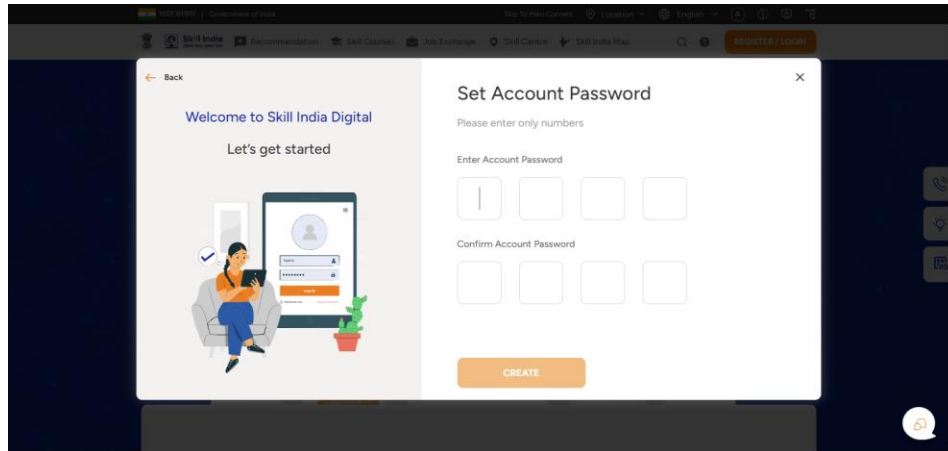 भारत सरकार | Government of India
Skip To Main Content
Location
English
Skill India
Recommendation
Skill Courses
Job Exchange
Skill Centre
Skill India Map
REGISTER / LOGIN
Back
Welcome to Skill India Digital
Let's get started
Set Account Password
Please enter only numbers
Enter Account Password
Confirm Account Password
CREATE